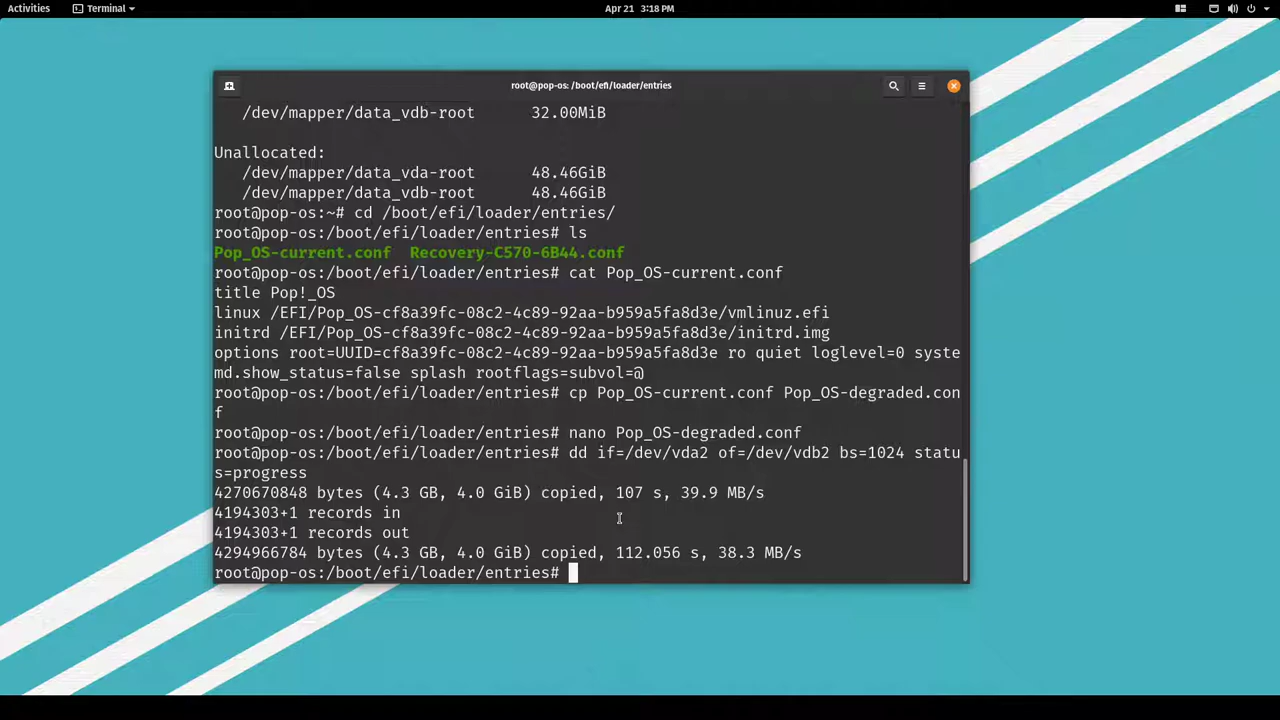 Activities Terminal Apr 21 3:18 PM
root@pop-os: /boot/efi/loader/entries
/dev/mapper/data_vdb-root 32.00MiB
Unallocated:
/dev/mapper/data_vda-root 48.46GiB
/dev/mapper/data_vdb-root 48.46GiB
root@pop-os:~# cd /boot/efi/loader/entries/
root@pop-os:/boot/efi/loader/entries# ls
Pop_OS-current.conf Recovery-C570-6B44.conf
root@pop-os:/boot/efi/loader/entries# cat Pop_OS-current.conf
title Pop!_OS
linux /EFI/Pop_OS-cf8a39fc-08c2-4c89-92aa-b959a5fa8d3e/vmlinuz.efi
initrd /EFI/Pop_OS-cf8a39fc-08c2-4c89-92aa-b959a5fa8d3e/initrd.img
options root=UUID=cf8a39fc-08c2-4c89-92aa-b959a5fa8d3e ro quiet loglevel=0 syste
md.show_status=false splash rootflags=subvol=@
root@pop-os:/boot/efi/loader/entries# cp Pop_OS-current.conf Pop_OS-degraded.con
f
root@pop-os:/boot/efi/loader/entries# nano Pop_OS-degraded.conf
root@pop-os:/boot/efi/loader/entries# dd if=/dev/vda2 of=/dev/vdb2 bs=1024 statu
s=progress
4270670848 bytes (4.3 GB, 4.0 GiB) copied, 107 s, 39.9 MB/s
4194303+1 records in
4194303+1 records out
4294966784 bytes (4.3 GB, 4.0 GiB) copied, 112.056 s, 38.3 MB/s
root@pop-os:/boot/efi/loader/entries#